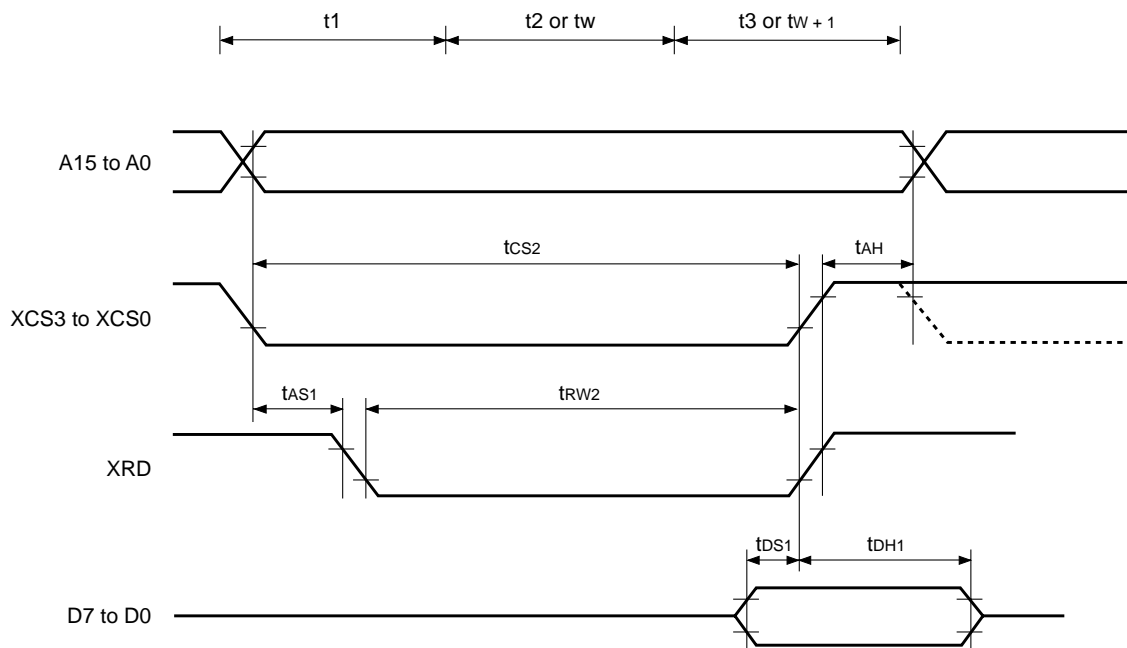 t1 t2 or tw t3 or tw + 1
A15 to A0
tCS2 tAH
XCS3 to XCS0
tAS1 tRW2
XRD
tDS1 tDH1
D7 to D0